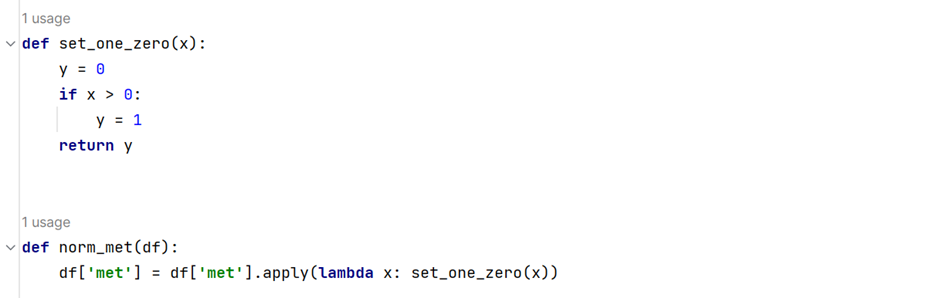 1 usage
def set_one_zero(x):
    y = 0
    if x > 0:
        y = 1
    return y
1 usage
def norm_met(df):
    df['met'] = df['met'].apply(lambda x: set_one_zero(x))